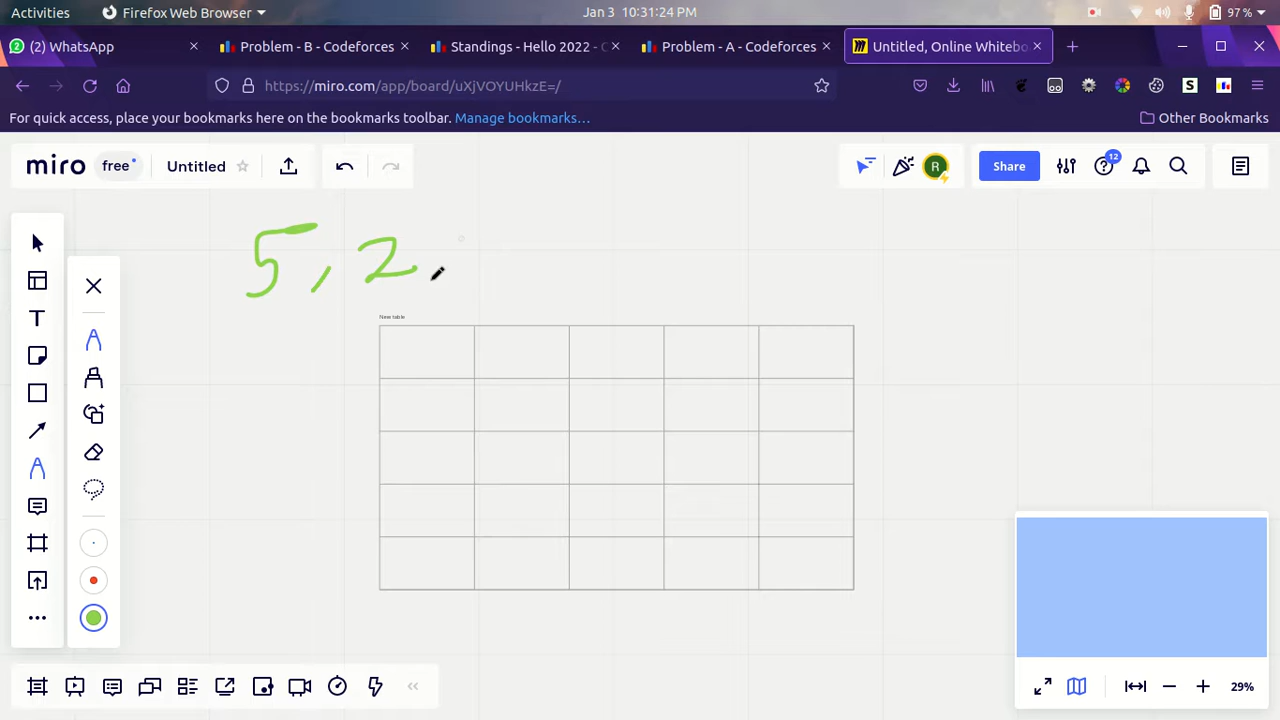 Activities
Firefox Web Browser
Jan 3 10:31:24 PM
97 %
(2) WhatsApp
Problem - B - Codeforces
Standings - Hello 2022 - C
Problem - A - Codeforces
Untitled, Online Whitebo
https://miro.com/app/board/uXjVOYUHkzE=/
S
For quick access, place your bookmarks here on the bookmarks toolbar. Manage bookmarks…
Other Bookmarks
miro
free
Untitled
R
Share
12
5, 2
New table
T
29%